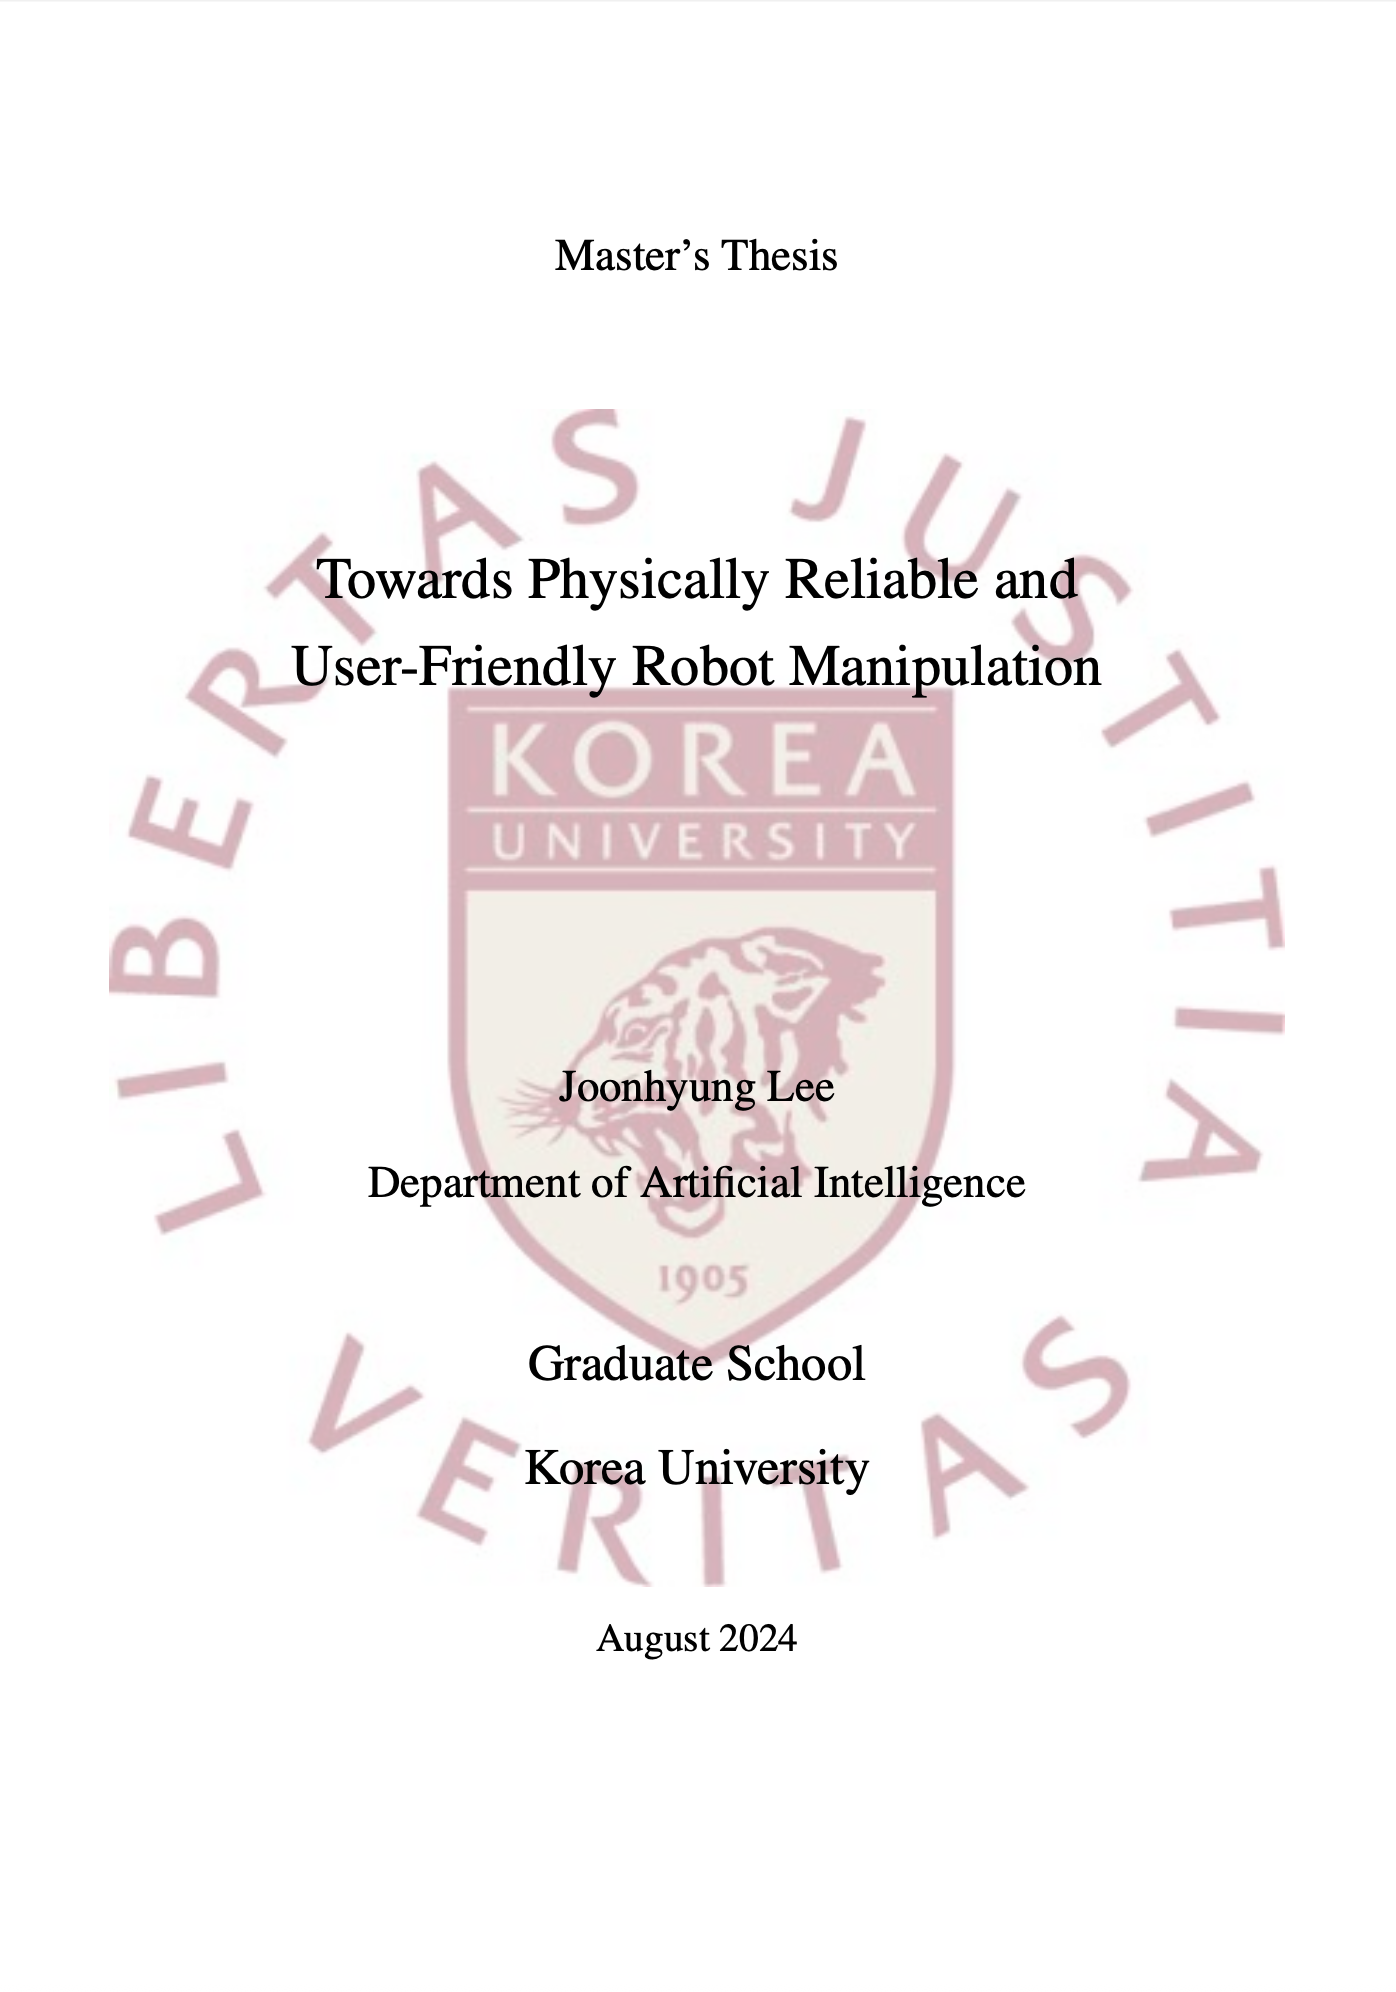 Master’s Thesis
LIBERTAS JUSTITIA VERITAS
Towards Physically Reliable and
User-Friendly Robot Manipulation
KOREA
UNIVERSITY
Joonhyung Lee
Department of Artificial Intelligence
1905
Graduate School
Korea University
August 2024